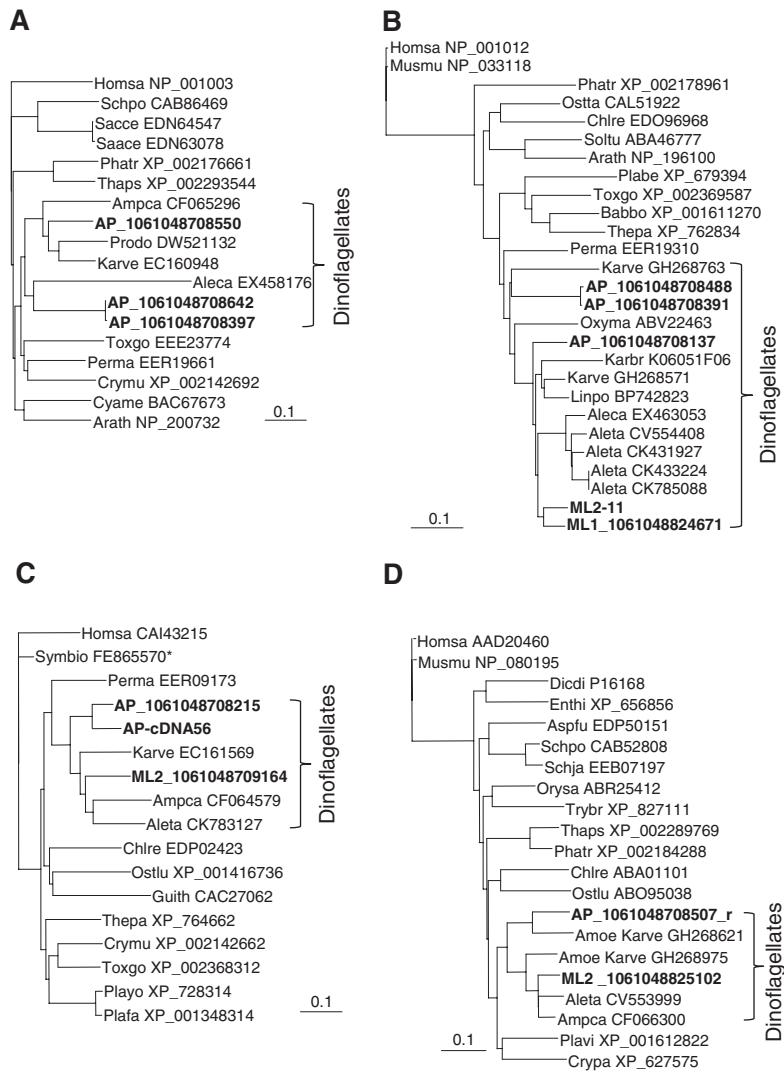 A
Homsa NP_001003
Schpo CAB86469
Sacce EDN64547
Saace EDN63078
Phatr XP_002176661
Thaps XP_002293544
Ampca CF065296
AP_1061048708550
Prodo DW521132
Karve EC160948
Aleca EX458176
AP_1061048708642
AP_1061048708397
Toxgo EEE23774
Perma EER19661
Crymu XP_002142692
Cyame BAC67673
Arath NP_200732
Dinoflagellates
0.1
B
Homsa NP_001012
Musmu NP_033118
Phatr XP_002178961
Ostta CAL51922
Chlre EDO96968
Soltu ABA46777
Arath NP_196100
Plabe XP_679394
Toxgo XP_002369587
Babbo XP_001611270
Thepa XP_762834
Perma EER19310
Karve GH268763
AP_1061048708488
AP_1061048708391
Oxyma ABV22463
AP_1061048708137
Karbr K06051F06
Karve GH268571
Linpo BP742823
Aleca EX463053
Aleta CV554408
Aleta CK431927
Aleta CK433224
Aleta CK785088
ML2-11
ML1_1061048824671
Dinoflagellates
0.1
C
Homsa CAI43215
Symbio FE865570*
Perma EER09173
AP_1061048708215
AP-cDNA56
Karve EC161569
ML2_1061048709164
Ampca CF064579
Aleta CK783127
Chlre EDP02423
Ostlu XP_001416736
Guith CAC27062
Thepa XP_764662
Crymu XP_002142662
Toxgo XP_002368312
Playo XP_728314
Plafa XP_001348314
Dinoflagellates
0.1
D
Homsa AAD20460
Musmu NP_080195
Dicdi P16168
Enthi XP_656856
Aspfu EDP50151
Schpo CAB52808
Schja EEB07197
Orysa ABR25412
Trybr XP_827111
Thaps XP_002289769
Phatr XP_002184288
Chlre ABA01101
Ostlu ABO95038
AP_1061048708507_r
Amoe Karve GH268621
Amoe Karve GH268975
ML2 _1061048825102
Aleta CV553999
Ampca CF066300
Plavi XP_001612822
Crypa XP_627575
Dinoflagellates
0.1